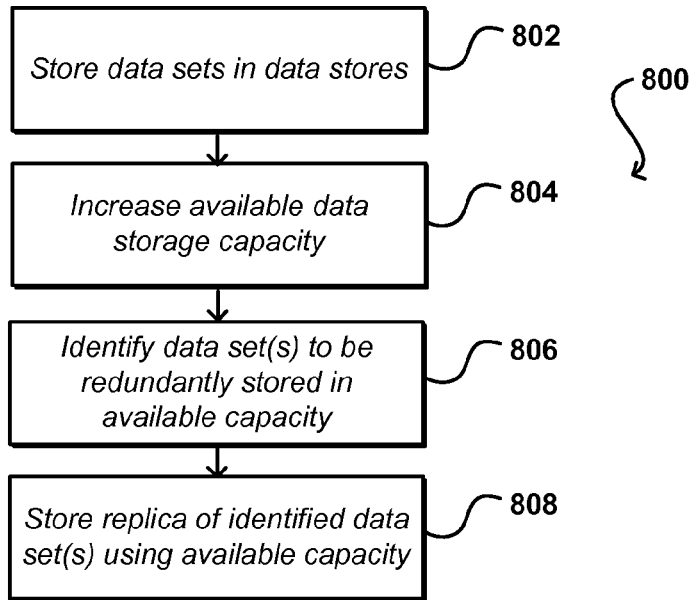 Store data sets in data stores
802
800
Increase available data
storage capacity
804
Identify data set(s) to be
redundantly stored in
available capacity
806
Store replica of identified data
set(s) using available capacity
808